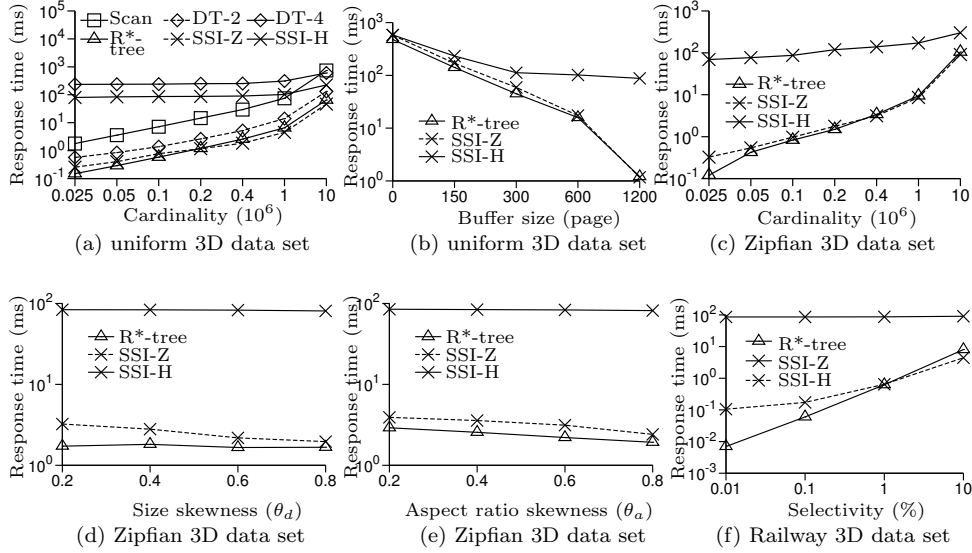 Response time (ms)
10^5
10^4
10^3
10^2
10^1
10^0
10^-1
Scan
R*-tree
DT-2
SSI-Z
DT-4
SSI-H
0.025 0.05 0.1 0.2 0.4 1 10
Cardinality (10^6)
(a) uniform 3D data set
Response time (ms)
10^3
10^2
10^1
10^0
R*-tree
SSI-Z
SSI-H
0 150 300 600 1200
Buffer size (page)
(b) uniform 3D data set
Response time (ms)
10^3
10^2
10^1
10^0
10^-1
R*-tree
SSI-Z
SSI-H
0.025 0.05 0.1 0.2 0.4 1 10
Cardinality (10^6)
(c) Zipfian 3D data set
Response time (ms)
10^2
10^1
10^0
R*-tree
SSI-Z
SSI-H
0.2 0.4 0.6 0.8
Size skewness (θ_d)
(d) Zipfian 3D data set
Response time (ms)
10^2
10^1
10^0
R*-tree
SSI-Z
SSI-H
0.2 0.4 0.6 0.8
Aspect ratio skewness (θ_a)
(e) Zipfian 3D data set
Response time (ms)
10^2
10^1
10^0
10^-1
10^-2
10^-3
R*-tree
SSI-Z
SSI-H
0.01 0.1 1 10
Selectivity (%)
(f) Railway 3D data set